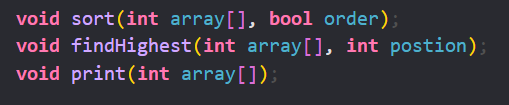 void sort(int array[], bool order);
void findHighest(int array[], int postion);
void print(int array[]);